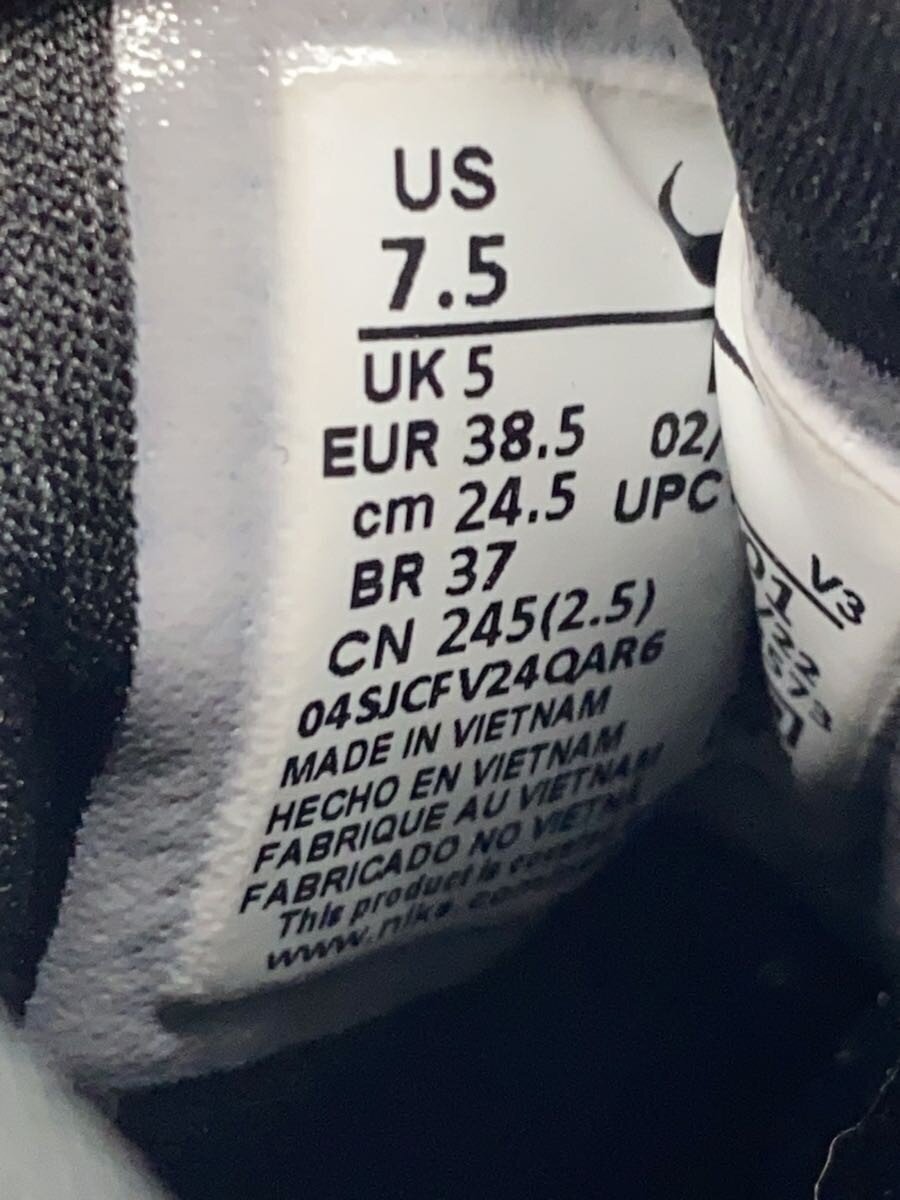 US
7.5
UK 5
EUR 38.5 02/
cm 24.5 UPC
BR 37
CN 245(2.5)
04SJCFV24QAR6
MADE IN VIETNAM
HECHO EN VIETNAM
FABRIQUE AU VIETNAM
FABRICADO NO VIETNA
This product is
www.nike.com
V3
01